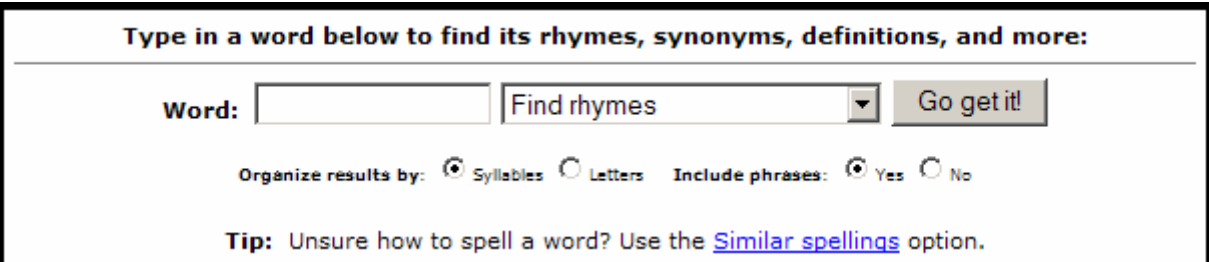 Type in a word below to find its rhymes, synonyms, definitions, and more:
Word: Find rhymes Go get it!
Organize results by: Syllables Letters Include phrases: Yes No
Tip: Unsure how to spell a word? Use the Similar spellings option.